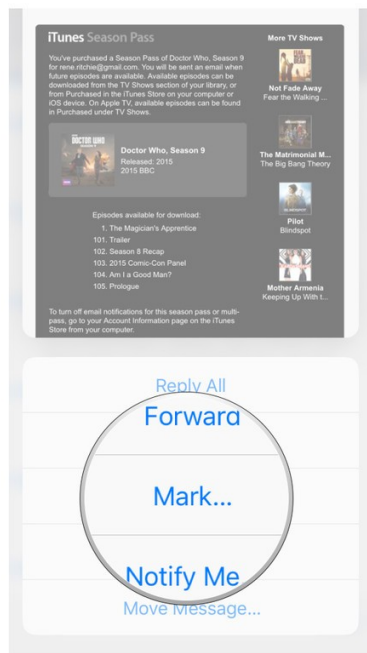 iTunes Season Pass
You've purchased a Season Pass of Doctor Who, Season 9
for rene.ritchie@gmail.com. You will be sent an email when
future episodes are available. Available episodes can be
downloaded from the TV Shows section of your library, or
from Purchased in the iTunes Store on your computer or
iOS device. On Apple TV, available episodes can be found
in Purchased under TV Shows.
DOCTOR WHO
BBC
Doctor Who, Season 9
Released: 2015
2015 BBC
Episodes available for download:
1. The Magician's Apprentice
101. Trailer
102. Season 8 Recap
103. 2015 Comic-Con Panel
104. Am I a Good Man?
105. Prologue
To turn off email notifications for this season pass or multi-
pass, go to your Account Information page on the iTunes
Store from your computer.
More TV Shows
Not Fade Away
Fear the Walking ...
The Matrimonial M...
The Big Bang Theory
Pilot
Blindspot
Mother Armenia
Keeping Up With t...
Reply All
Forward
Mark...
Notify Me
Move Message...